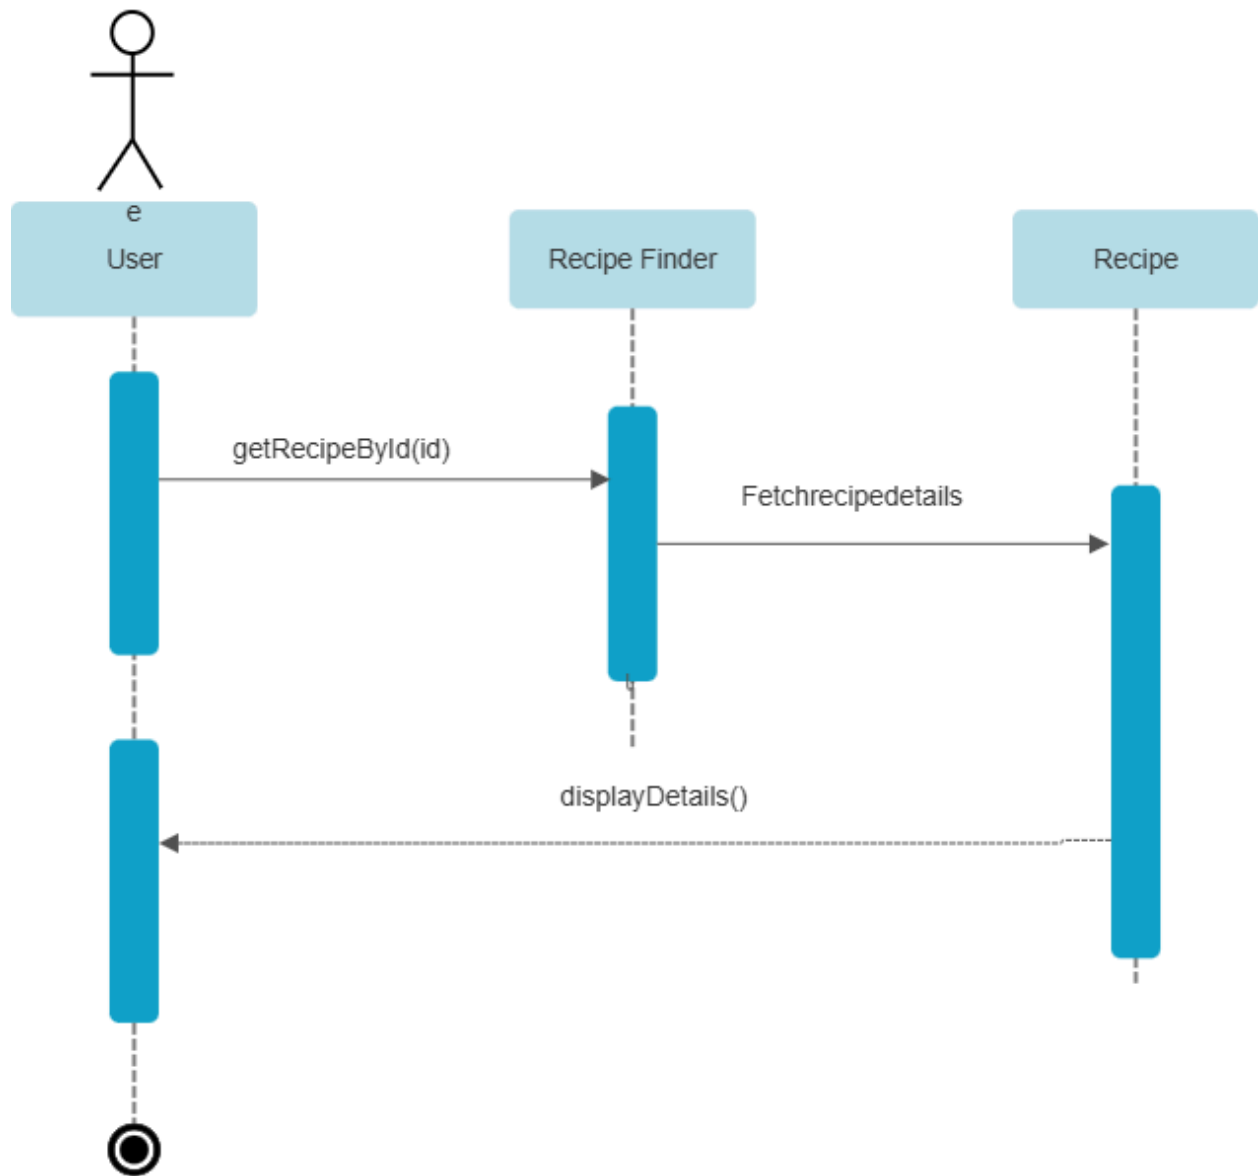 e
User
Recipe Finder
Recipe
getRecipeById(id)
Fetchrecipedetails
displayDetails()